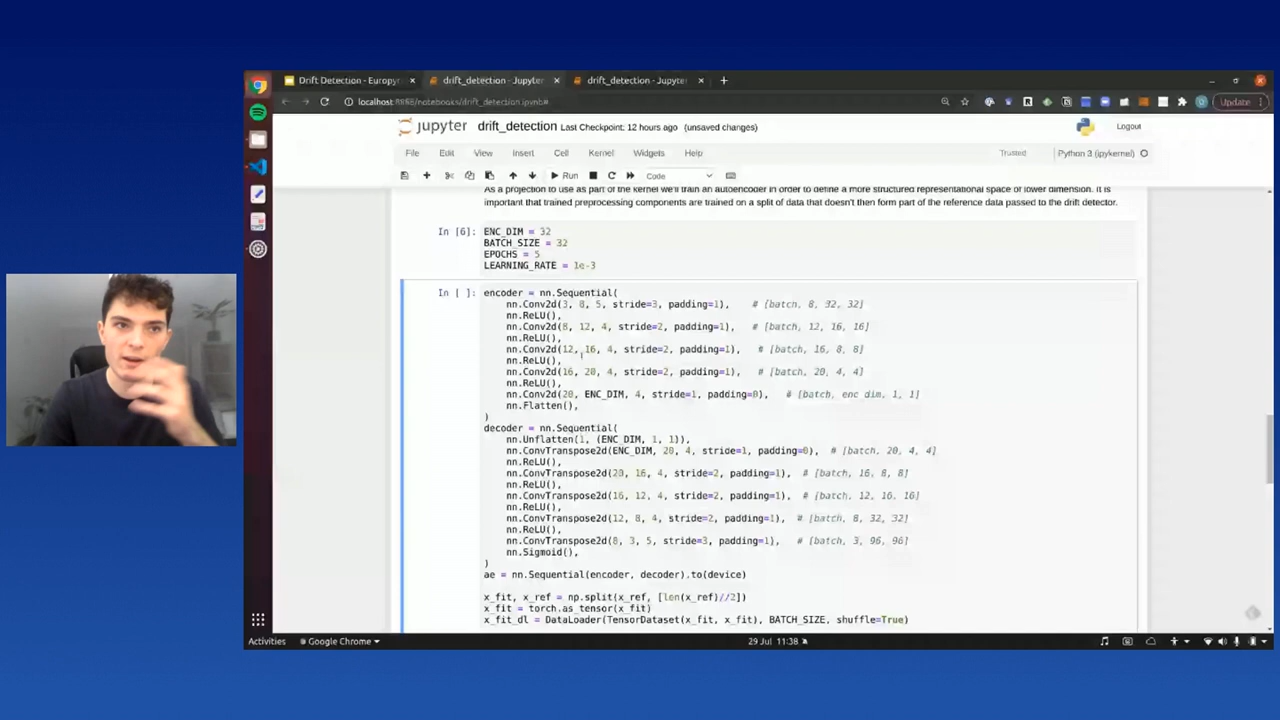 Drift Detection - Europy
drift_detection - Jupyter
drift_detection - Jupyte
localhost:8888/notebooks/drift_detection.ipynb#
Update
jupyter drift_detection Last Checkpoint: 12 hours ago (unsaved changes)
Logout
File Edit View Insert Cell Kernel Widgets Help
Trusted
Python 3 (ipykernel)
Run
Code
As a projection to use as part of the kernel we'll train an autoencoder in order to define a more structured representational space of lower dimension. It is
important that trained preprocessing components are trained on a split of data that doesn't then form part of the reference data passed to the drift detector.
In [6]: ENC_DIM = 32
BATCH_SIZE = 32
EPOCHS = 5
LEARNING_RATE = 1e-3
In [ ]: encoder = nn.Sequential(
nn.Conv2d(3, 8, 5, stride=3, padding=1), # [batch, 8, 32, 32]
nn.ReLU(),
nn.Conv2d(8, 12, 4, stride=2, padding=1), # [batch, 12, 16, 16]
nn.ReLU(),
nn.Conv2d(12, 16, 4, stride=2, padding=1), # [batch, 16, 8, 8]
nn.ReLU(),
nn.Conv2d(16, 20, 4, stride=2, padding=1), # [batch, 20, 4, 4]
nn.ReLU(),
nn.Conv2d(20, ENC_DIM, 4, stride=1, padding=0), # [batch, enc_dim, 1, 1]
nn.Flatten(),
)
decoder = nn.Sequential(
nn.Unflatten(1, (ENC_DIM, 1, 1)),
nn.ConvTranspose2d(ENC_DIM, 20, 4, stride=1, padding=0), # [batch, 20, 4, 4]
nn.ReLU(),
nn.ConvTranspose2d(20, 16, 4, stride=2, padding=1), # [batch, 16, 8, 8]
nn.ReLU(),
nn.ConvTranspose2d(16, 12, 4, stride=2, padding=1), # [batch, 12, 16, 16]
nn.ReLU(),
nn.ConvTranspose2d(12, 8, 4, stride=2, padding=1), # [batch, 8, 32, 32]
nn.ReLU(),
nn.ConvTranspose2d(8, 3, 5, stride=3, padding=1), # [batch, 3, 96, 96]
nn.Sigmoid(),
)
ae = nn.Sequential(encoder, decoder).to(device)
x_fit, x_ref = np.split(x_ref, [len(x_ref)//2])
x_fit = torch.as_tensor(x_fit)
x_fit_dl = DataLoader(TensorDataset(x_fit, x_fit), BATCH_SIZE, shuffle=True)
Activities
Google Chrome
29 Jul 11:38